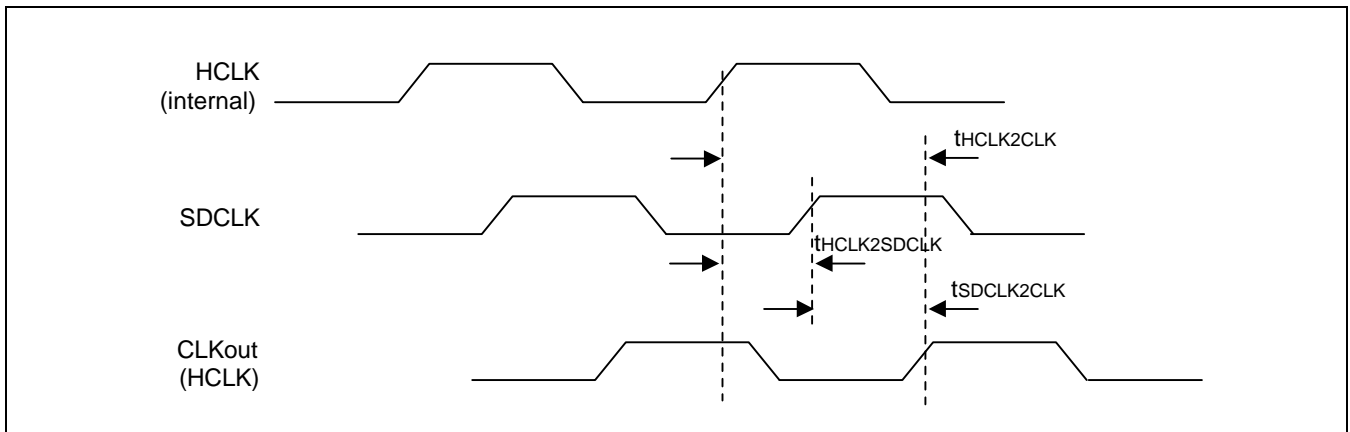 HCLK
(internal)
tHCLK2CLK
SDCLK
tHCLK2SDCLK
tSDCLK2CLK
CLKout
(HCLK)